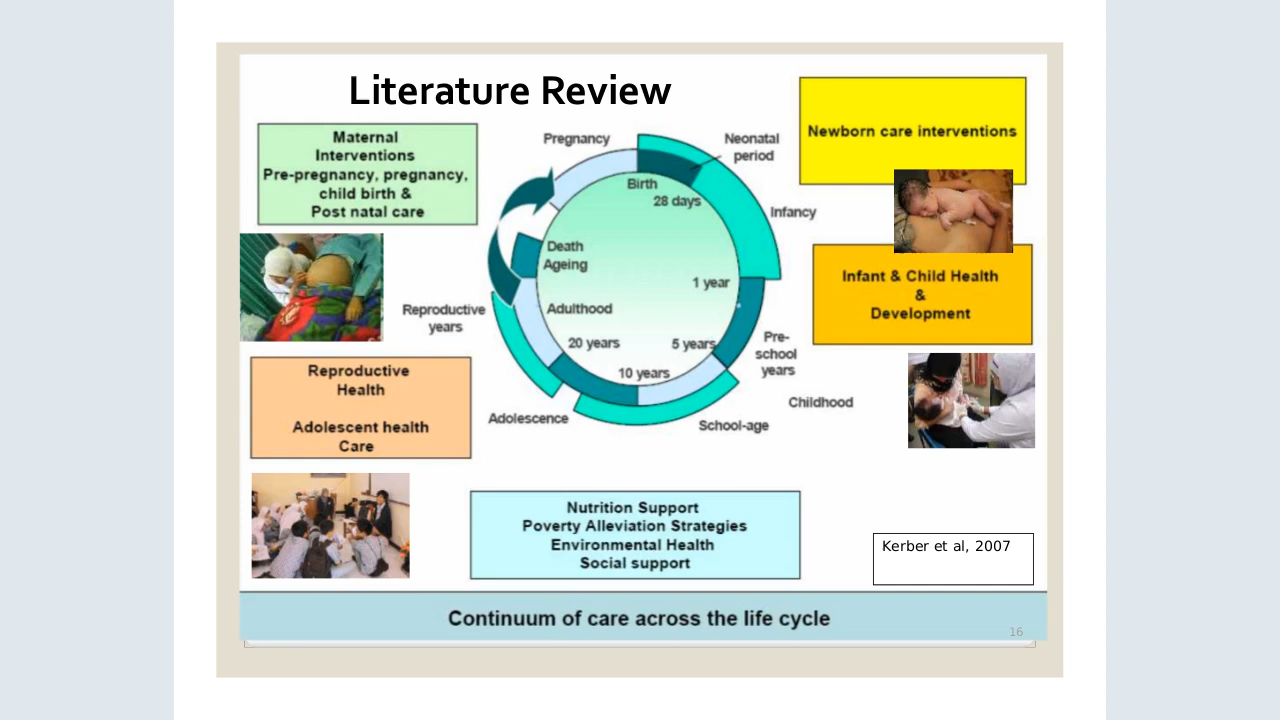 Literature Review
Maternal
Interventions
Pre-pregnancy, pregnancy,
child birth &
Post natal care
Pregnancy
Neonatal
period
Newborn care interventions
Birth
28 days
Infancy
Death
Ageing
1 year
Infant & Child Health
&
Development
Reproductive
years
Adulthood
20 years
5 years
10 years
Pre-
school
years
Childhood
Adolescence
School-age
Reproductive
Health
Adolescent health
Care
Nutrition Support
Poverty Alleviation Strategies
Environmental Health
Social support
Kerber et al, 2007
Continuum of care across the life cycle
16